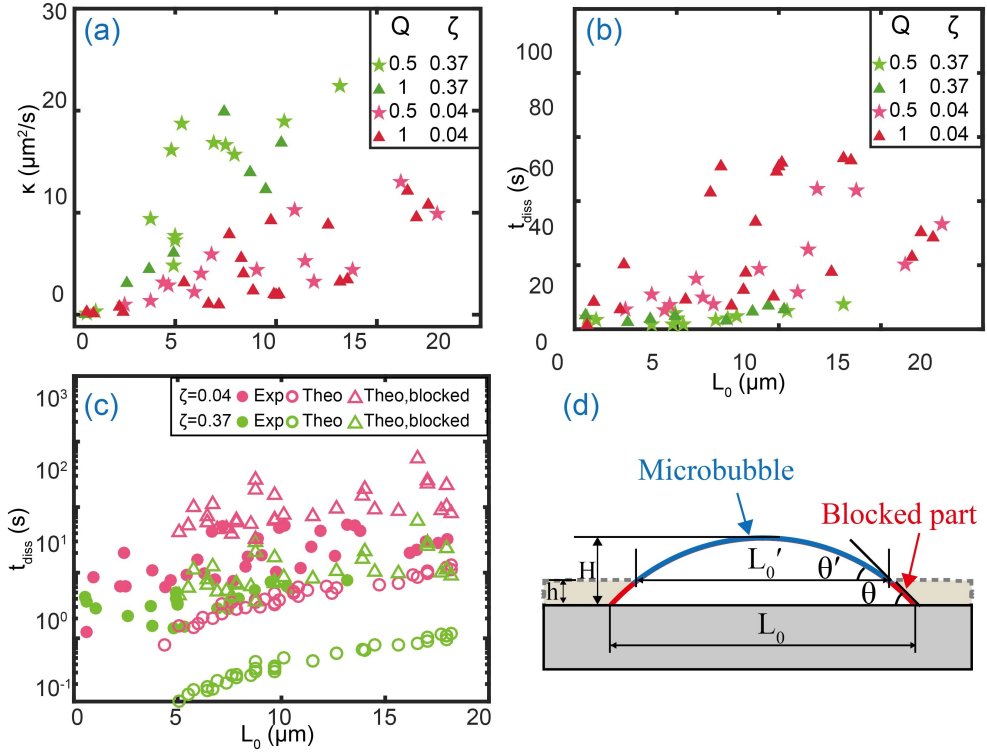 (a)
30
20
10
0
κ (μm²/s)
0
5
10
15
20
Q ζ
0.5 0.37
1 0.37
0.5 0.04
1 0.04
(b)
100
80
60
40
20
0
t_diss (s)
0
5
10
15
20
L₀ (μm)
Q ζ
0.5 0.37
1 0.37
0.5 0.04
1 0.04
(c)
10³
10²
10¹
10⁰
10⁻¹
t_diss (s)
0
5
10
15
20
L₀ (μm)
ζ=0.04 Exp Theo Theo,blocked
ζ=0.37 Exp Theo Theo,blocked
(d)
Microbubble
Blocked part
H
h
L₀′
θ′
θ
L₀